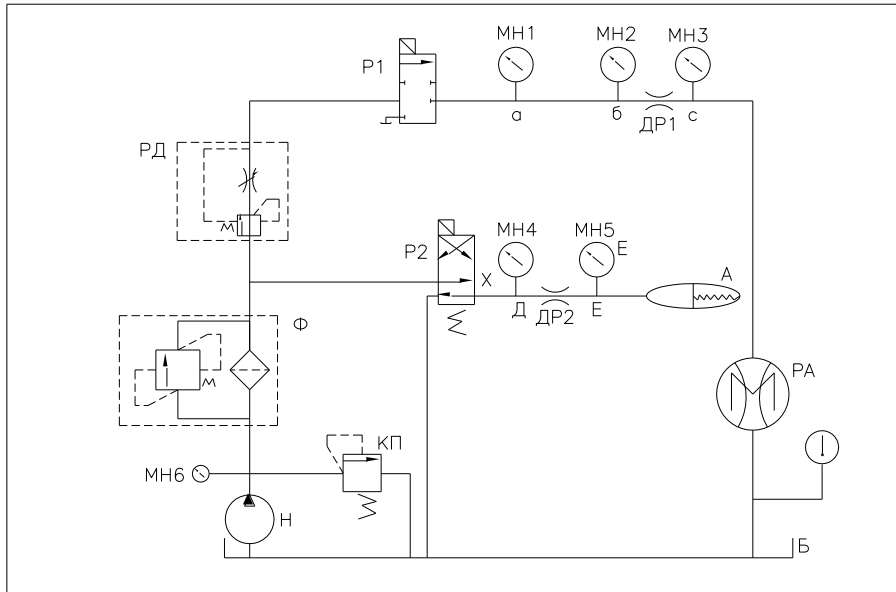 МН1
МН2
МН3
Р1
а
б
с
ДР1
РД
МН4
МН5
Р2
Е
Х
А
Д
Е
ДР2
Ф
РА
КП
МН6
Н
Б